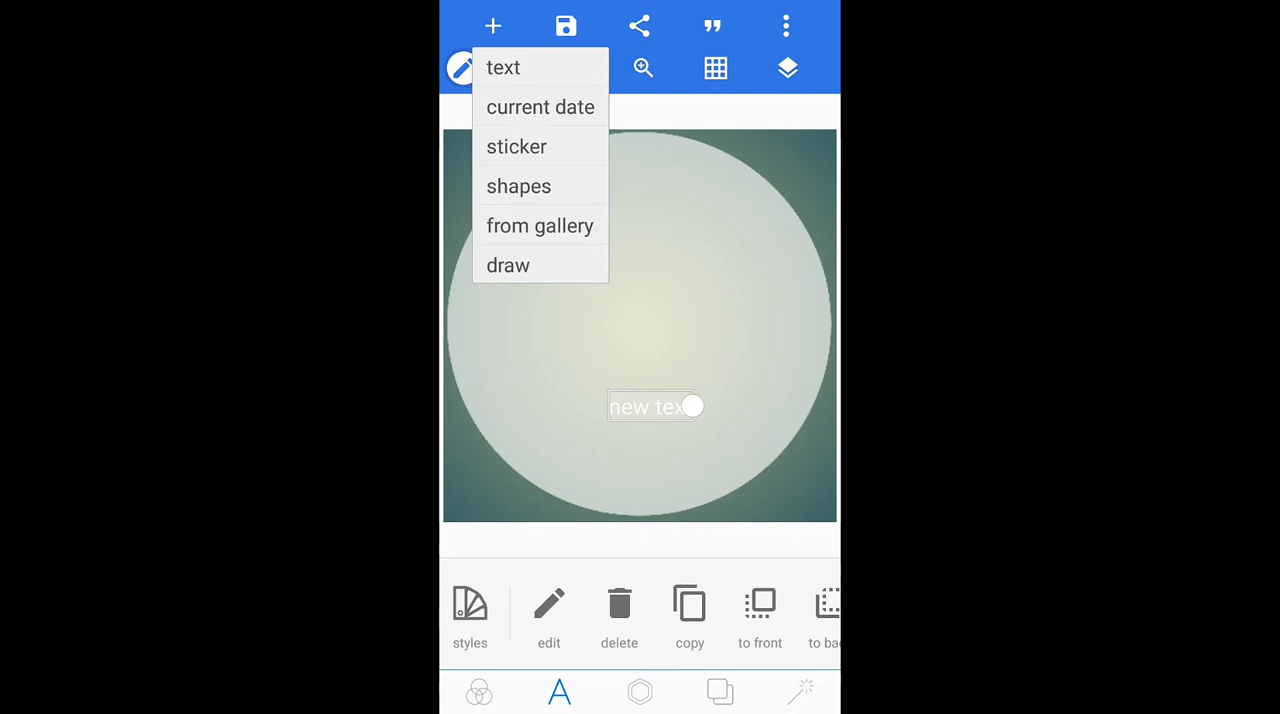 text
current date
sticker
shapes
from gallery
draw
new tex
styles
edit
delete
copy
to front
to ba